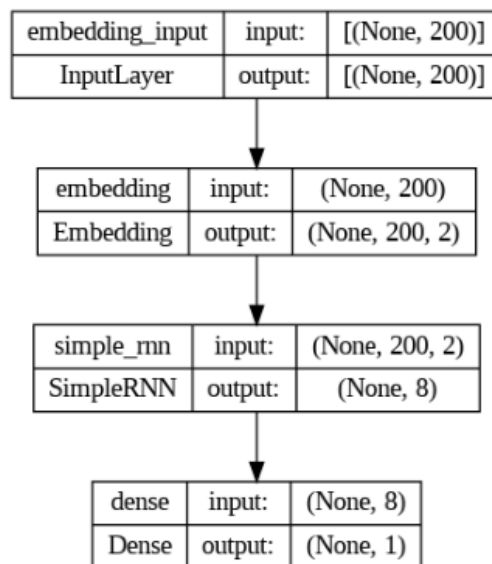 embedding_input input: [(None, 200)]
InputLayer output: [(None, 200)]
embedding input: (None, 200)
Embedding output: (None, 200, 2)
simple_rnn input: (None, 200, 2)
SimpleRNN output: (None, 8)
dense input: (None, 8)
Dense output: (None, 1)